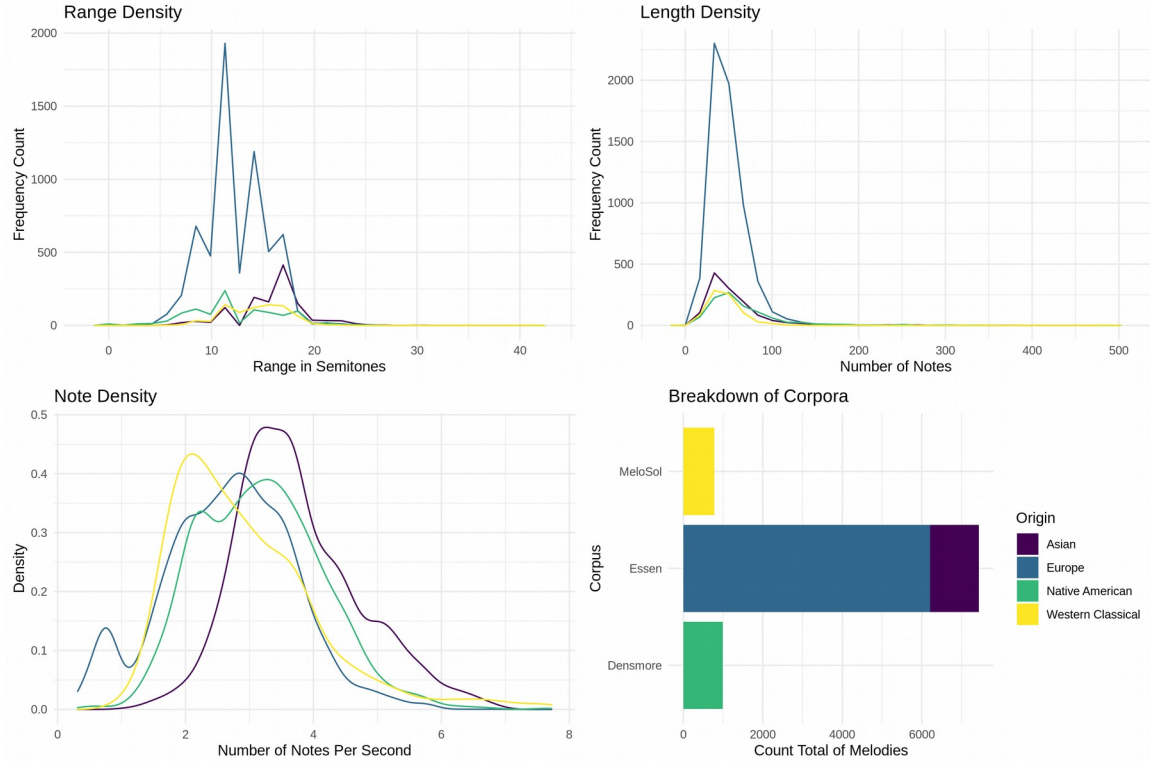 Range Density
Frequency Count
2000
1500
1000
500
0
0 10 20 30 40
Range in Semitones
Length Density
Frequency Count
2000
1500
1000
500
0
0 100 200 300 400 500
Number of Notes
Note Density
Density
0.5
0.4
0.3
0.2
0.1
0.0
0 2 4 6 8
Number of Notes Per Second
Breakdown of Corpora
Corpus
MeloSol
Essen
Densmore
0 2000 4000 6000
Count Total of Melodies
Origin
Asian
Europe
Native American
Western Classical